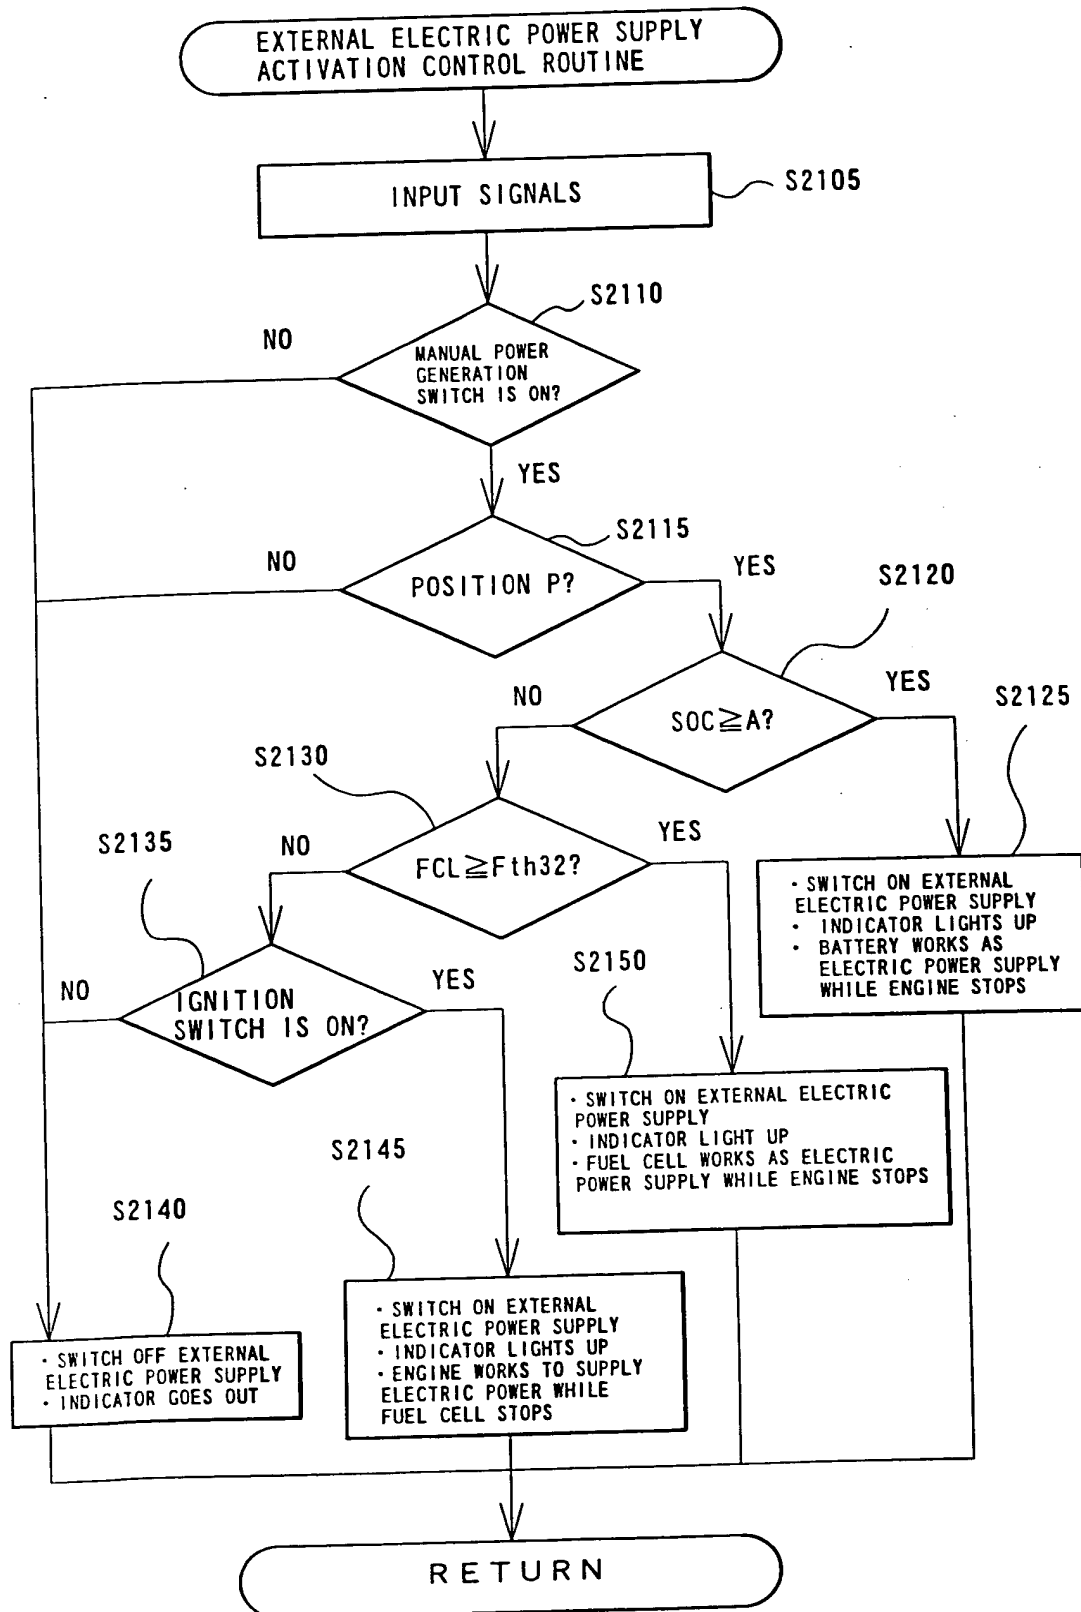 EXTERNAL ELECTRIC POWER SUPPLY
ACTIVATION CONTROL ROUTINE
INPUT SIGNALS
S2105
S2110
NO
MANUAL POWER
GENERATION
SWITCH IS ON?
YES
S2115
NO
POSITION P?
YES
S2120
NO
SOC≧A?
YES
S2125
S2130
NO
FCL≧Fth32?
YES
S2135
· SWITCH ON EXTERNAL
ELECTRIC POWER SUPPLY
· INDICATOR LIGHTS UP
· BATTERY WORKS AS
ELECTRIC POWER SUPPLY
WHILE ENGINE STOPS
NO
IGNITION
SWITCH IS ON?
YES
S2150
· SWITCH ON EXTERNAL ELECTRIC
POWER SUPPLY
· INDICATOR LIGHT UP
· FUEL CELL WORKS AS ELECTRIC
POWER SUPPLY WHILE ENGINE STOPS
S2145
S2140
· SWITCH ON EXTERNAL
ELECTRIC POWER SUPPLY
· INDICATOR LIGHTS UP
· ENGINE WORKS TO SUPPLY
ELECTRIC POWER WHILE
FUEL CELL STOPS
· SWITCH OFF EXTERNAL
ELECTRIC POWER SUPPLY
· INDICATOR GOES OUT
RETURN